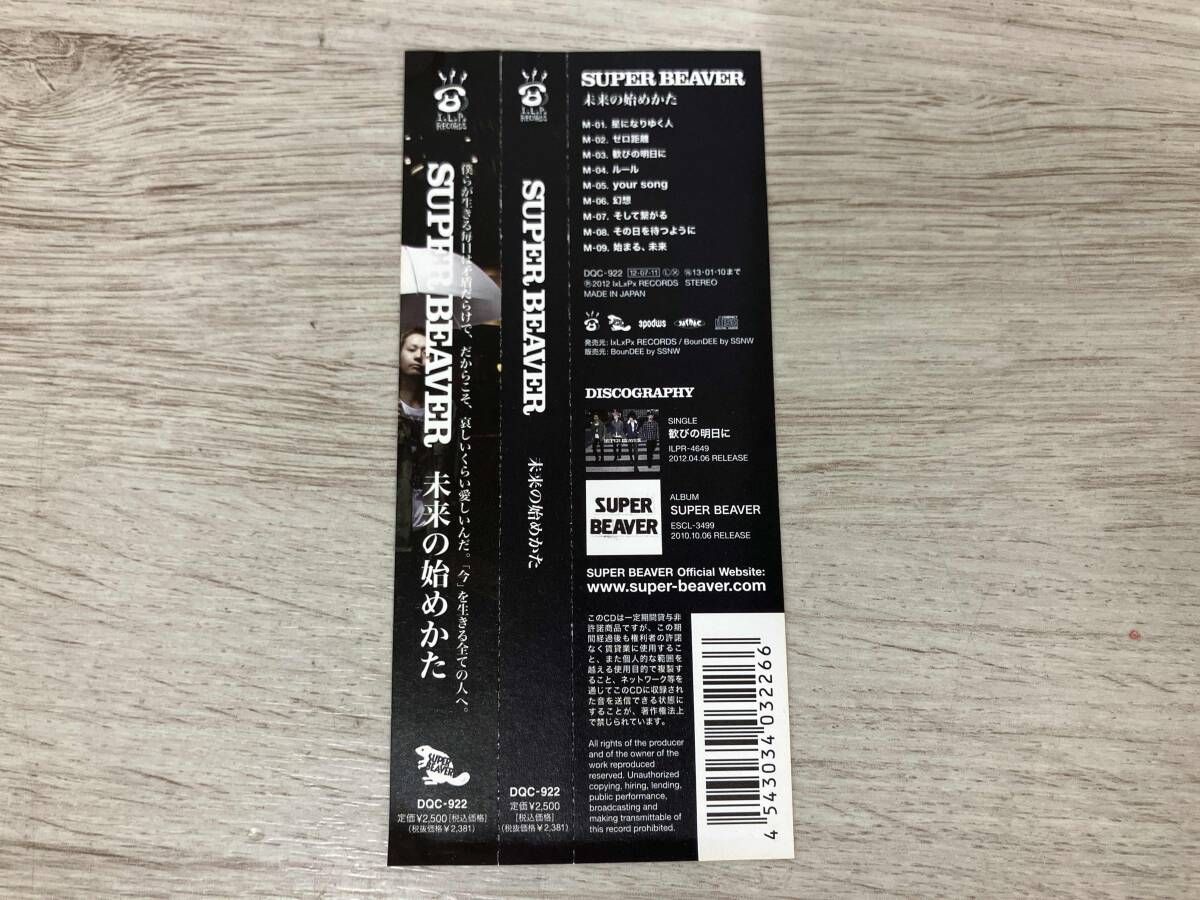 IxLxPx
RECORDS
SUPER BEAVER
未来の始めかた
僕らが生きる毎日は矛盾だらけで、だからこそ、哀しいくらい愛しいんだ。「今」を生きる全ての人へ。
SUPER
BEAVER
DQC-922
定価¥2,500[税込価格]
(税抜価格¥2,381)
IxLxPx
RECORDS
SUPER BEAVER
未来の始めかた
DQC-922
定価¥2,500
[税込価格]
(税抜価格¥2,381)
SUPER BEAVER
未来の始めかた
M-01. 星になりゆく人
M-02. ゼロ距離
M-03. 歓びの明日に
M-04. ルール
M-05. your song
M-06. 幻想
M-07. そして繋がる
M-08. その日を待つように
M-09. 始まる、未来
DQC-922 12·07·11 Ⓛ Ⓧ 13·01·10まで
Ⓟ2012 IxLxPx RECORDS STEREO
MADE IN JAPAN
発売元: IxLxPx RECORDS / BounDEE by SSNW
販売元: BounDEE by SSNW
DISCOGRAPHY
SUPER BEAVER
SINGLE
歓びの明日に
ILPR-4649
2012.04.06 RELEASE
SUPER
BEAVER
ALBUM
SUPER BEAVER
ESCL-3499
2010.10.06 RELEASE
SUPER BEAVER Official Website:
www.super-beaver.com
このCDは一定期間貸与非
許諾商品ですが、この期
間経過後も権利者の許諾
なく賃貸業に使用するこ
と、また個人的な範囲を
越える使用目的で複製す
ること、ネットワーク等を
通じてこのCDに収録され
た音を送信できる状態に
することが、著作権法上
で禁じられています。
All rights of the producer
and of the owner of the
work reproduced
reserved. Unauthorized
copying, hiring, lending,
public performance,
broadcasting and
making transmittable of
this record prohibited.
4 543034 032266